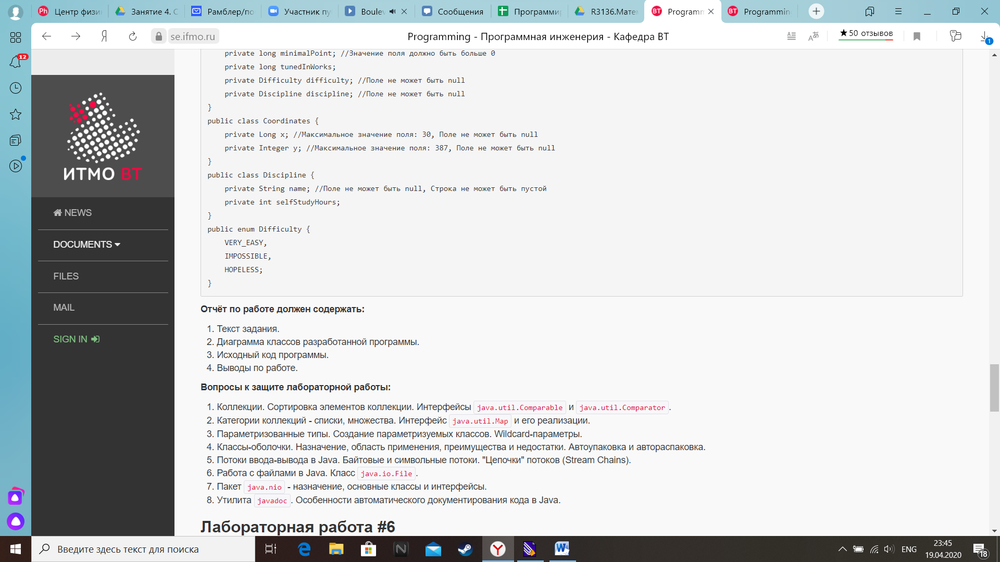 Центр физи
Занятие 4. С
Рамблер/по
Участник пу
Boulev
Сообщения
Программир
R3136.Мате
Programm
Programmin
se.ifmo.ru
Programming - Программная инженерия - Кафедра ВТ
★50 отзывов
1
12
private long minimalPoint; //Значение поля должно быть больше 0
private long tunedInWorks;
private Difficulty difficulty; //Поле не может быть null
private Discipline discipline; //Поле не может быть null
}
public class Coordinates {
private Long x; //Максимальное значение поля: 30, Поле не может быть null
private Integer y; //Максимальное значение поля: 387, Поле не может быть null
}
public class Discipline {
private String name; //Поле не может быть null, Строка не может быть пустой
private int selfStudyHours;
}
public enum Difficulty {
VERY_EASY,
IMPOSSIBLE,
HOPELESS;
}
ИТМО ВТ
NEWS
DOCUMENTS
FILES
MAIL
SIGN IN
Отчёт по работе должен содержать:
1. Текст задания.
2. Диаграмма классов разработанной программы.
3. Исходный код программы.
4. Выводы по работе.
Вопросы к защите лабораторной работы:
1. Коллекции. Сортировка элементов коллекции. Интерфейсы java.util.Comparable и java.util.Comparator.
2. Категории коллекций - списки, множества. Интерфейс java.util.Map и его реализации.
3. Параметризованные типы. Создание параметризуемых классов. Wildcard-параметры.
4. Классы-оболочки. Назначение, область применения, преимущества и недостатки. Автоупаковка и автораспаковка.
5. Потоки ввода-вывода в Java. Байтовые и символьные потоки. "Цепочки" потоков (Stream Chains).
6. Работа с файлами в Java. Класс java.io.File.
7. Пакет java.nio - назначение, основные классы и интерфейсы.
8. Утилита javadoc. Особенности автоматического документирования кода в Java.
Лабораторная работа #6
Введите здесь текст для поиска
ENG
23:45
19.04.2020
18